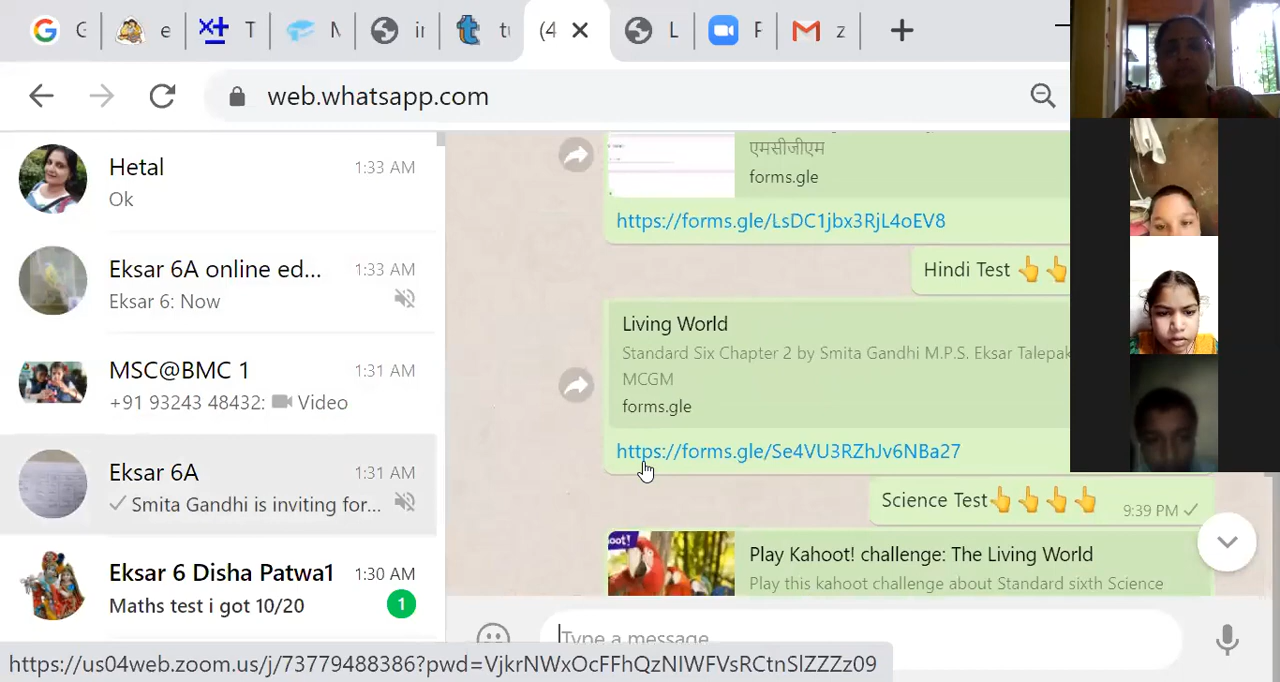 G
e
T
M
ir
t
tu
(4
L
F
z
web.whatsapp.com
Hetal
1:33 AM
Ok
Eksar 6A online ed...
1:33 AM
Eksar 6: Now
MSC@BMC 1
1:31 AM
+91 93243 48432: Video
Eksar 6A
1:31 AM
Smita Gandhi is inviting for...
Eksar 6 Disha Patwa1
1:30 AM
Maths test i got 10/20
1
एमसीजीएम
forms.gle
https://forms.gle/LsDC1jbx3RjL4oEV8
Hindi Test 👆👆
Living World
Standard Six Chapter 2 by Smita Gandhi M.P.S. Eksar Talepak
MCGM
forms.gle
https://forms.gle/Se4VU3RZhJv6NBa27
Science Test👆👆👆👆
9:39 PM
oot!
Play Kahoot! challenge: The Living World
Play this kahoot challenge about Standard sixth Science
Type a message
https://us04web.zoom.us/j/73779488386?pwd=VjkrNWxOcFFhQzNIWFVsRCtnSlZZZz09